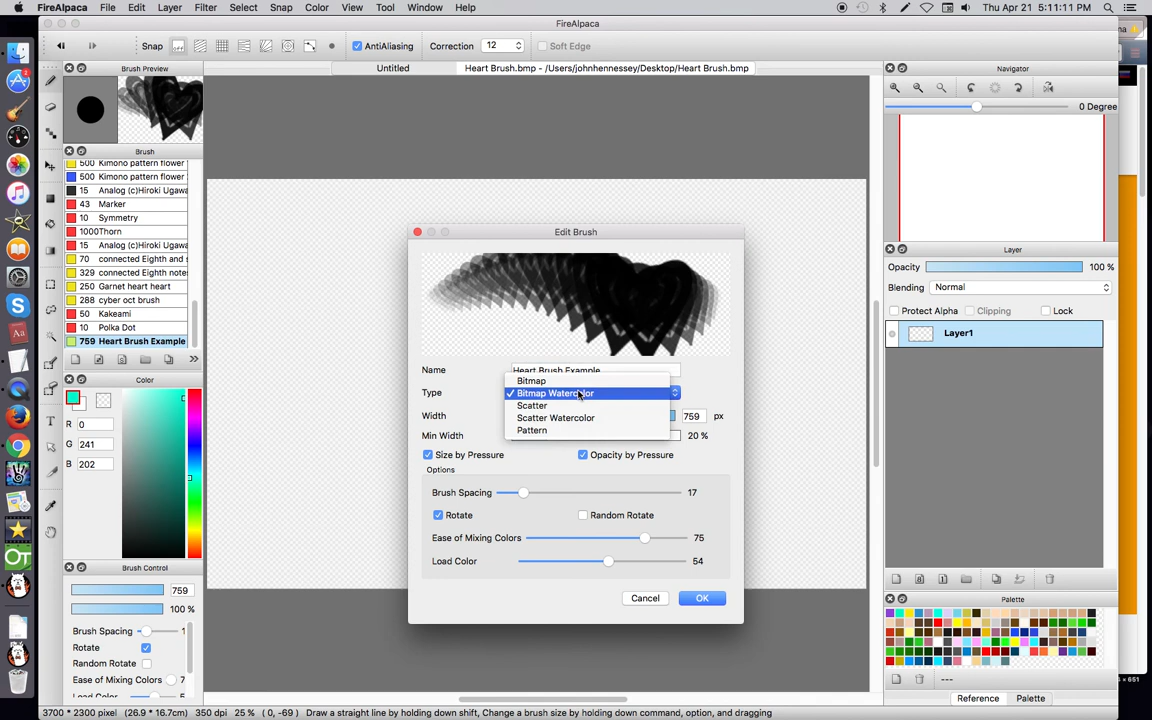 FireAlpaca File Edit Layer Filter Select Snap Color View Tool Window Help Thu Apr 21 5:11:11 PM
FireAlpaca
Snap AntiAliasing Correction 12 Soft Edge
Brush Preview
Untitled
Heart Brush.bmp - /Users/johnhennessey/Desktop/Heart Brush.bmp
Navigator
0 Degree
Brush
500 Kimono pattern flower
500 Kimono pattern flower
15 Analog (c)Hiroki Ugawa
43 Marker
10 Symmetry
1000 Thorn
15 Analog (c)Hiroki Ugawa
70 connected Eighth and
329 connected Eighth note
250 Garnet heart heart
288 cyber oct brush
50 Kakeami
10 Polka Dot
759 Heart Brush Example
Color
R 0
G 241
B 202
Brush Control
759
100 %
Brush Spacing
Rotate
Random Rotate
Ease of Mixing Colors 7
Load Color
Edit Brush
Name Heart Brush Example
Type
Bitmap
✓ Bitmap Watercolor
Scatter
Scatter Watercolor
Pattern
Width 759 px
Min Width 20 %
Size by Pressure Opacity by Pressure
Options
Brush Spacing 17
Rotate Random Rotate
Ease of Mixing Colors 75
Load Color 54
Cancel OK
Layer
Opacity 100 %
Blending Normal
Protect Alpha Clipping Lock
Layer1
Palette
---
Reference Palette
3700 * 2300 pixel (26.9 * 16.7cm) 350 dpi 25 % ( 0, -69 ) Draw a straight line by holding down shift, Change a brush size by holding down command, option, and dragging